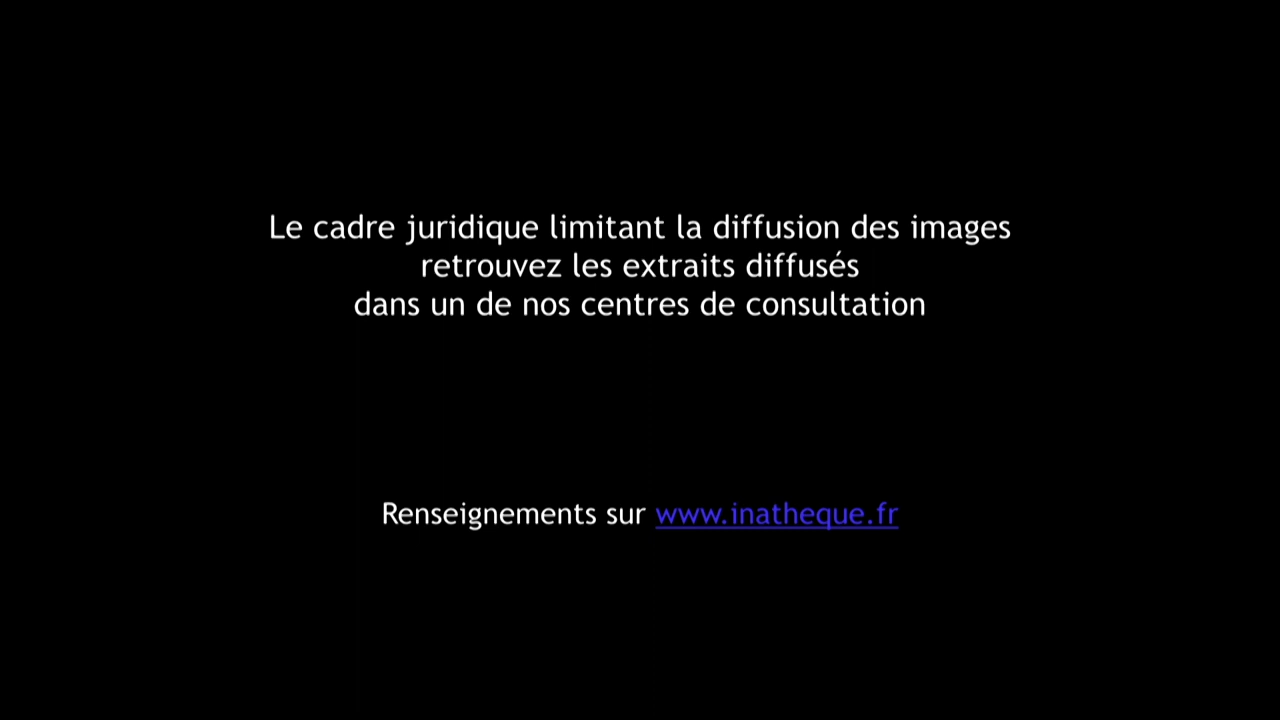 Le cadre juridique limitant la diffusion des images
retrouvez les extraits diffusés
dans un de nos centres de consultation
Renseignements sur www.inatheque.fr